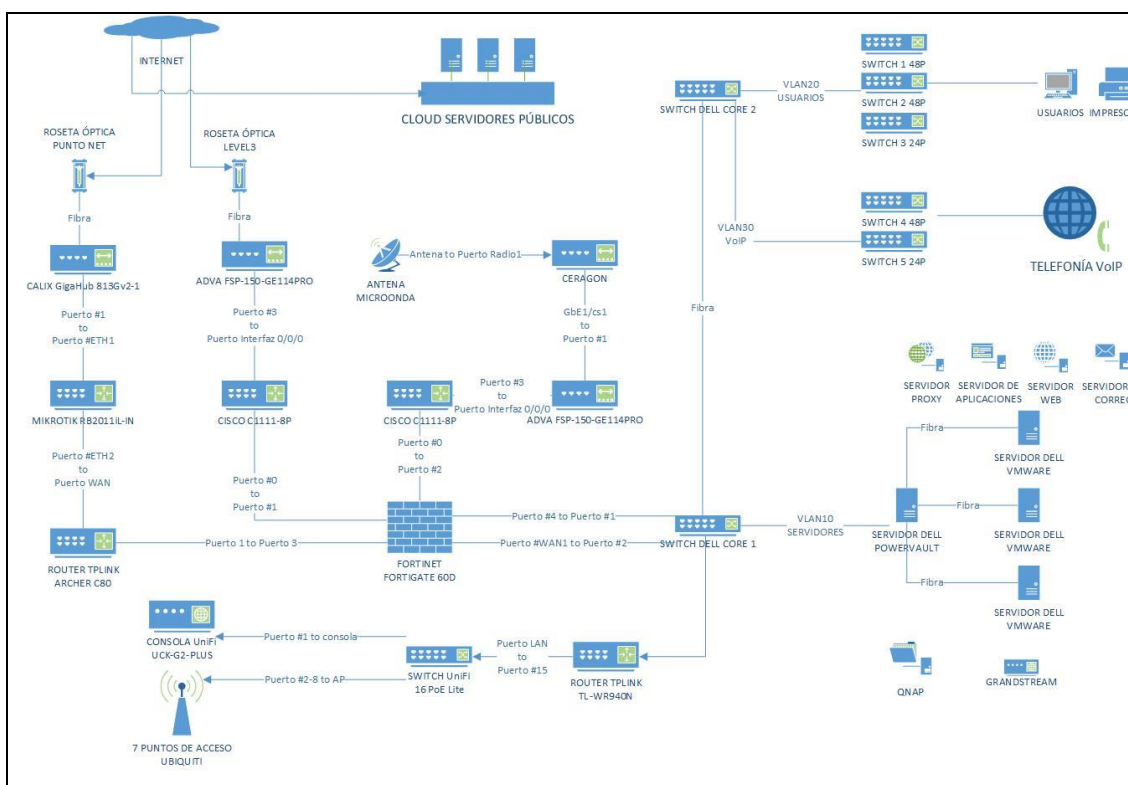 INTERNET
CLOUD SERVIDORES PÚBLICOS
ROSETA ÓPTICA
PUNTO NET
ROSETA ÓPTICA
LEVEL3
Fibra
Fibra
CALIX GigaHub 813Gv2-1
ADVA FSP-150-GE114PRO
ANTENA
MICROONDA
Antena to Puerto Radio1
CERAGON
Puerto #1
to
Puerto #ETH1
Puerto #3
to
Puerto Interfaz 0/0/0
GbE1/cs1
to
Puerto #1
MIKROTIK RB2011iL-IN
CISCO C1111-8P
CISCO C1111-8P
Puerto #3
to
Puerto Interfaz 0/0/0
ADVA FSP-150-GE114PRO
Puerto #ETH2
to
Puerto WAN
Puerto #0
to
Puerto #1
Puerto #0
to
Puerto #2
ROUTER TPLINK
ARCHER C80
Puerto 1 to Puerto 3
FORTINET
FORTIGATE 60D
Puerto #4 to Puerto #1
Puerto #WAN1 to Puerto #2
SWITCH DELL CORE 1
CONSOLA UniFi
UCK-G2-PLUS
Puerto #1 to consola
Puerto #2-8 to AP
SWITCH UniFi
16 PoE Lite
Puerto LAN
to
Puerto #15
ROUTER TPLINK
TL-WR940N
7 PUNTOS DE ACCESO
UBIQUITI
SWITCH DELL CORE 2
Fibra
VLAN20
USUARIOS
VLAN30
VoIP
SWITCH 1 48P
SWITCH 2 48P
SWITCH 3 24P
SWITCH 4 48P
SWITCH 5 24P
USUARIOS
IMPRESO
TELEFONÍA VoIP
SERVIDOR
PROXY
SERVIDOR DE
APLICACIONES
SERVIDOR
WEB
SERVIDOR
CORREO
VLAN10
SERVIDORES
SERVIDOR DELL
POWERVAULT
Fibra
SERVIDOR DELL
VMWARE
Fibra
SERVIDOR DELL
VMWARE
Fibra
SERVIDOR DELL
VMWARE
QNAP
GRANDSTREAM